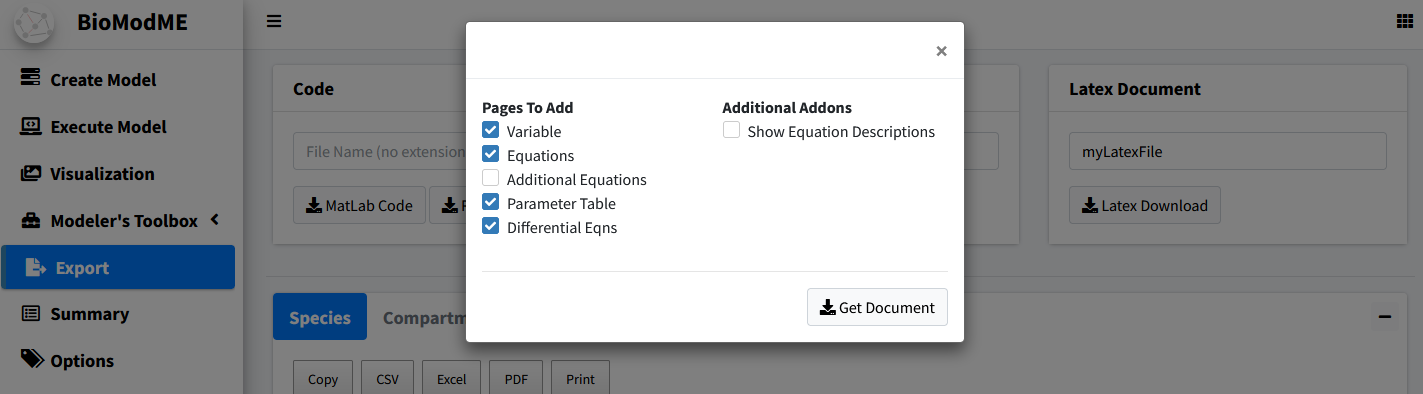 BioModME
Create Model
Execute Model
Visualization
Modeler's Toolbox
Export
Summary
Options
Code
File Name (no extension
MatLab Code
×
Pages To Add
Variable
Equations
Additional Equations
Parameter Table
Differential Eqns
Additional Addons
Show Equation Descriptions
Get Document
Latex Document
myLatexFile
Latex Download
Species
Copy
CSV
Excel
PDF
Print